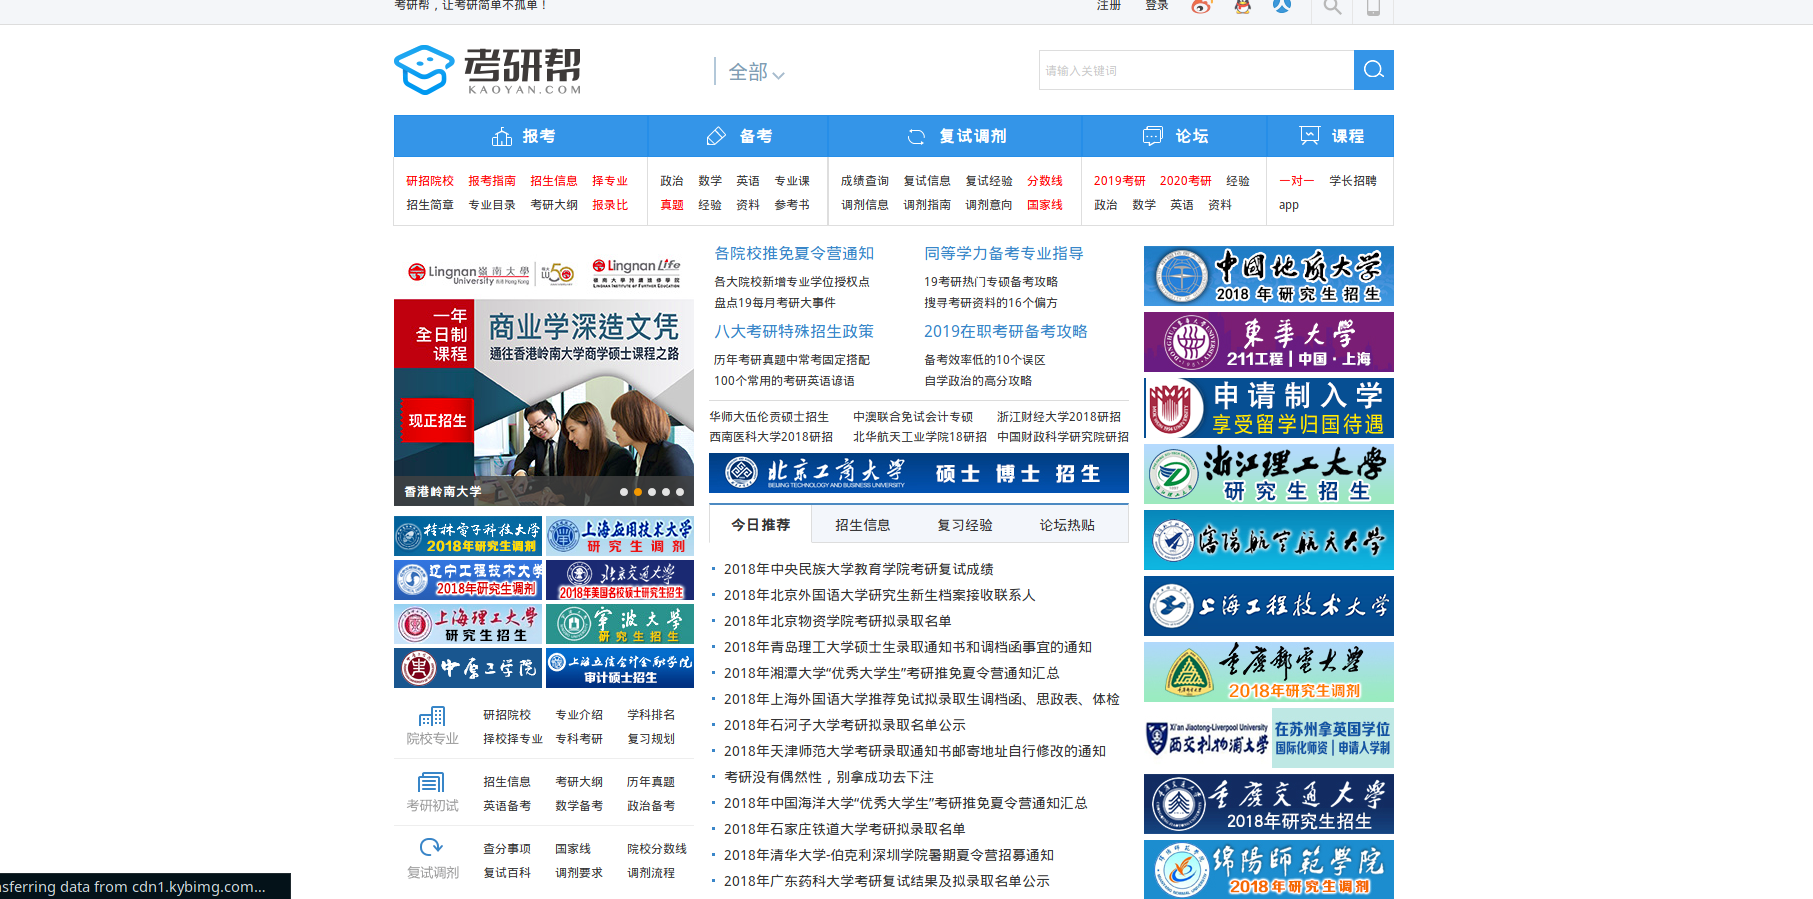 考研帮，让考研简单不孤单！
注册 登录
考研帮
KAOYAN.COM
全部
请输入关键词
报考 备考 复试调剂 论坛 课程
研招院校 报考指南 招生信息 择专业 政治 数学 英语 专业课 成绩查询 复试信息 复试经验 分数线 2019考研 2020考研 经验 一对一 学长招聘
招生简章 专业目录 考研大纲 报录比 真题 经验 资料 参考书 调剂信息 调剂指南 调剂意向 国家线 政治 数学 英语 资料 app
Lingnan 嶺南大學
University
LU50
Lingnan Life
LINGNAN INSTITUTE OF FURTHER EDUCATION
一年
全日制
课程
商业学深造文凭
通往香港岭南大学商学硕士课程之路
现正招生
香港岭南大学
桂林電子科技大学
2018年研究生调剂
上海应用技术大学
研究生调剂
辽宁工程技术大学
2018年研究生调剂
北京交通大学
2018年美国名校硕士研究生招生
上海理工大學
研究生招生
宁波大学
研究生招生
中原工学院
上海立信会计金融学院
审计硕士招生
院校专业
研招院校 专业介绍 学科排名
择校择专业 专科考研 复习规划
考研初试
招生信息 考研大纲 历年真题
英语备考 数学备考 政治备考
复试调剂
查分事项 国家线 院校分数线
复试百科 调剂要求 调剂流程
各院校推免夏令营通知 同等学力备考专业指导
各大院校新增专业学位授权点 19考研热门专硕备考攻略
盘点19每月考研大事件 搜寻考研资料的16个偏方
八大考研特殊招生政策 2019在职考研备考攻略
历年考研真题中常考固定搭配 备考效率低的10个误区
100个常用的考研英语谚语 自学政治的高分攻略
华师大伍伦贡硕士招生 中澳联合免试会计专硕 浙江财经大学2018研招
西南医科大学2018研招 北华航天工业学院18研招 中国财政科学研究院研招
北京工商大学 硕士 博士 招生
BEIJING TECHNOLOGY AND BUSINESS UNIVERSITY
今日推荐 招生信息 复习经验 论坛热贴
2018年中央民族大学教育学院考研复试成绩
2018年北京外国语大学研究生新生档案接收联系人
2018年北京物资学院考研拟录取名单
2018年青岛理工大学硕士生录取通知书和调档函事宜的通知
2018年湘潭大学“优秀大学生”考研推免夏令营通知汇总
2018年上海外国语大学推荐免试拟录取生调档函、思政表、体检
2018年石河子大学考研拟录取名单公示
2018年天津师范大学考研录取通知书邮寄地址自行修改的通知
考研没有偶然性，别拿成功去下注
2018年中国海洋大学“优秀大学生”考研推免夏令营通知汇总
2018年石家庄铁道大学考研拟录取名单
2018年清华大学-伯克利深圳学院暑期夏令营招募通知
2018年广东药科大学考研复试结果及拟录取名单公示
中国地质大学
2018 年研究生招生
東華大学
211工程 | 中国·上海
申请制入学
享受留学归国待遇
浙江理工大学
研究生招生
瀋陽航空航天大学
上海工程技术大学
重庆邮電大学
2018年研究生调剂
Xi'an Jiaotong-Liverpool University
西交利物浦大学
在苏州拿英国学位
国际化师资 | 申请入学制
重庆交通大学
2018年研究生招生
绵陽师範学院
2018年研究生调剂
nsferring data from cdn1.kybimg.com...